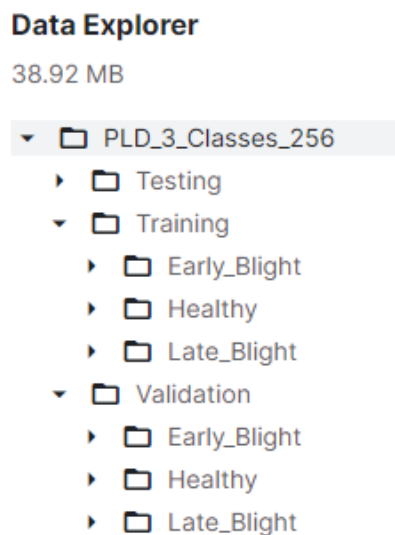 Data Explorer
38.92 MB
PLD_3_Classes_256
Testing
Training
Early_Blight
Healthy
Late_Blight
Validation
Early_Blight
Healthy
Late_Blight